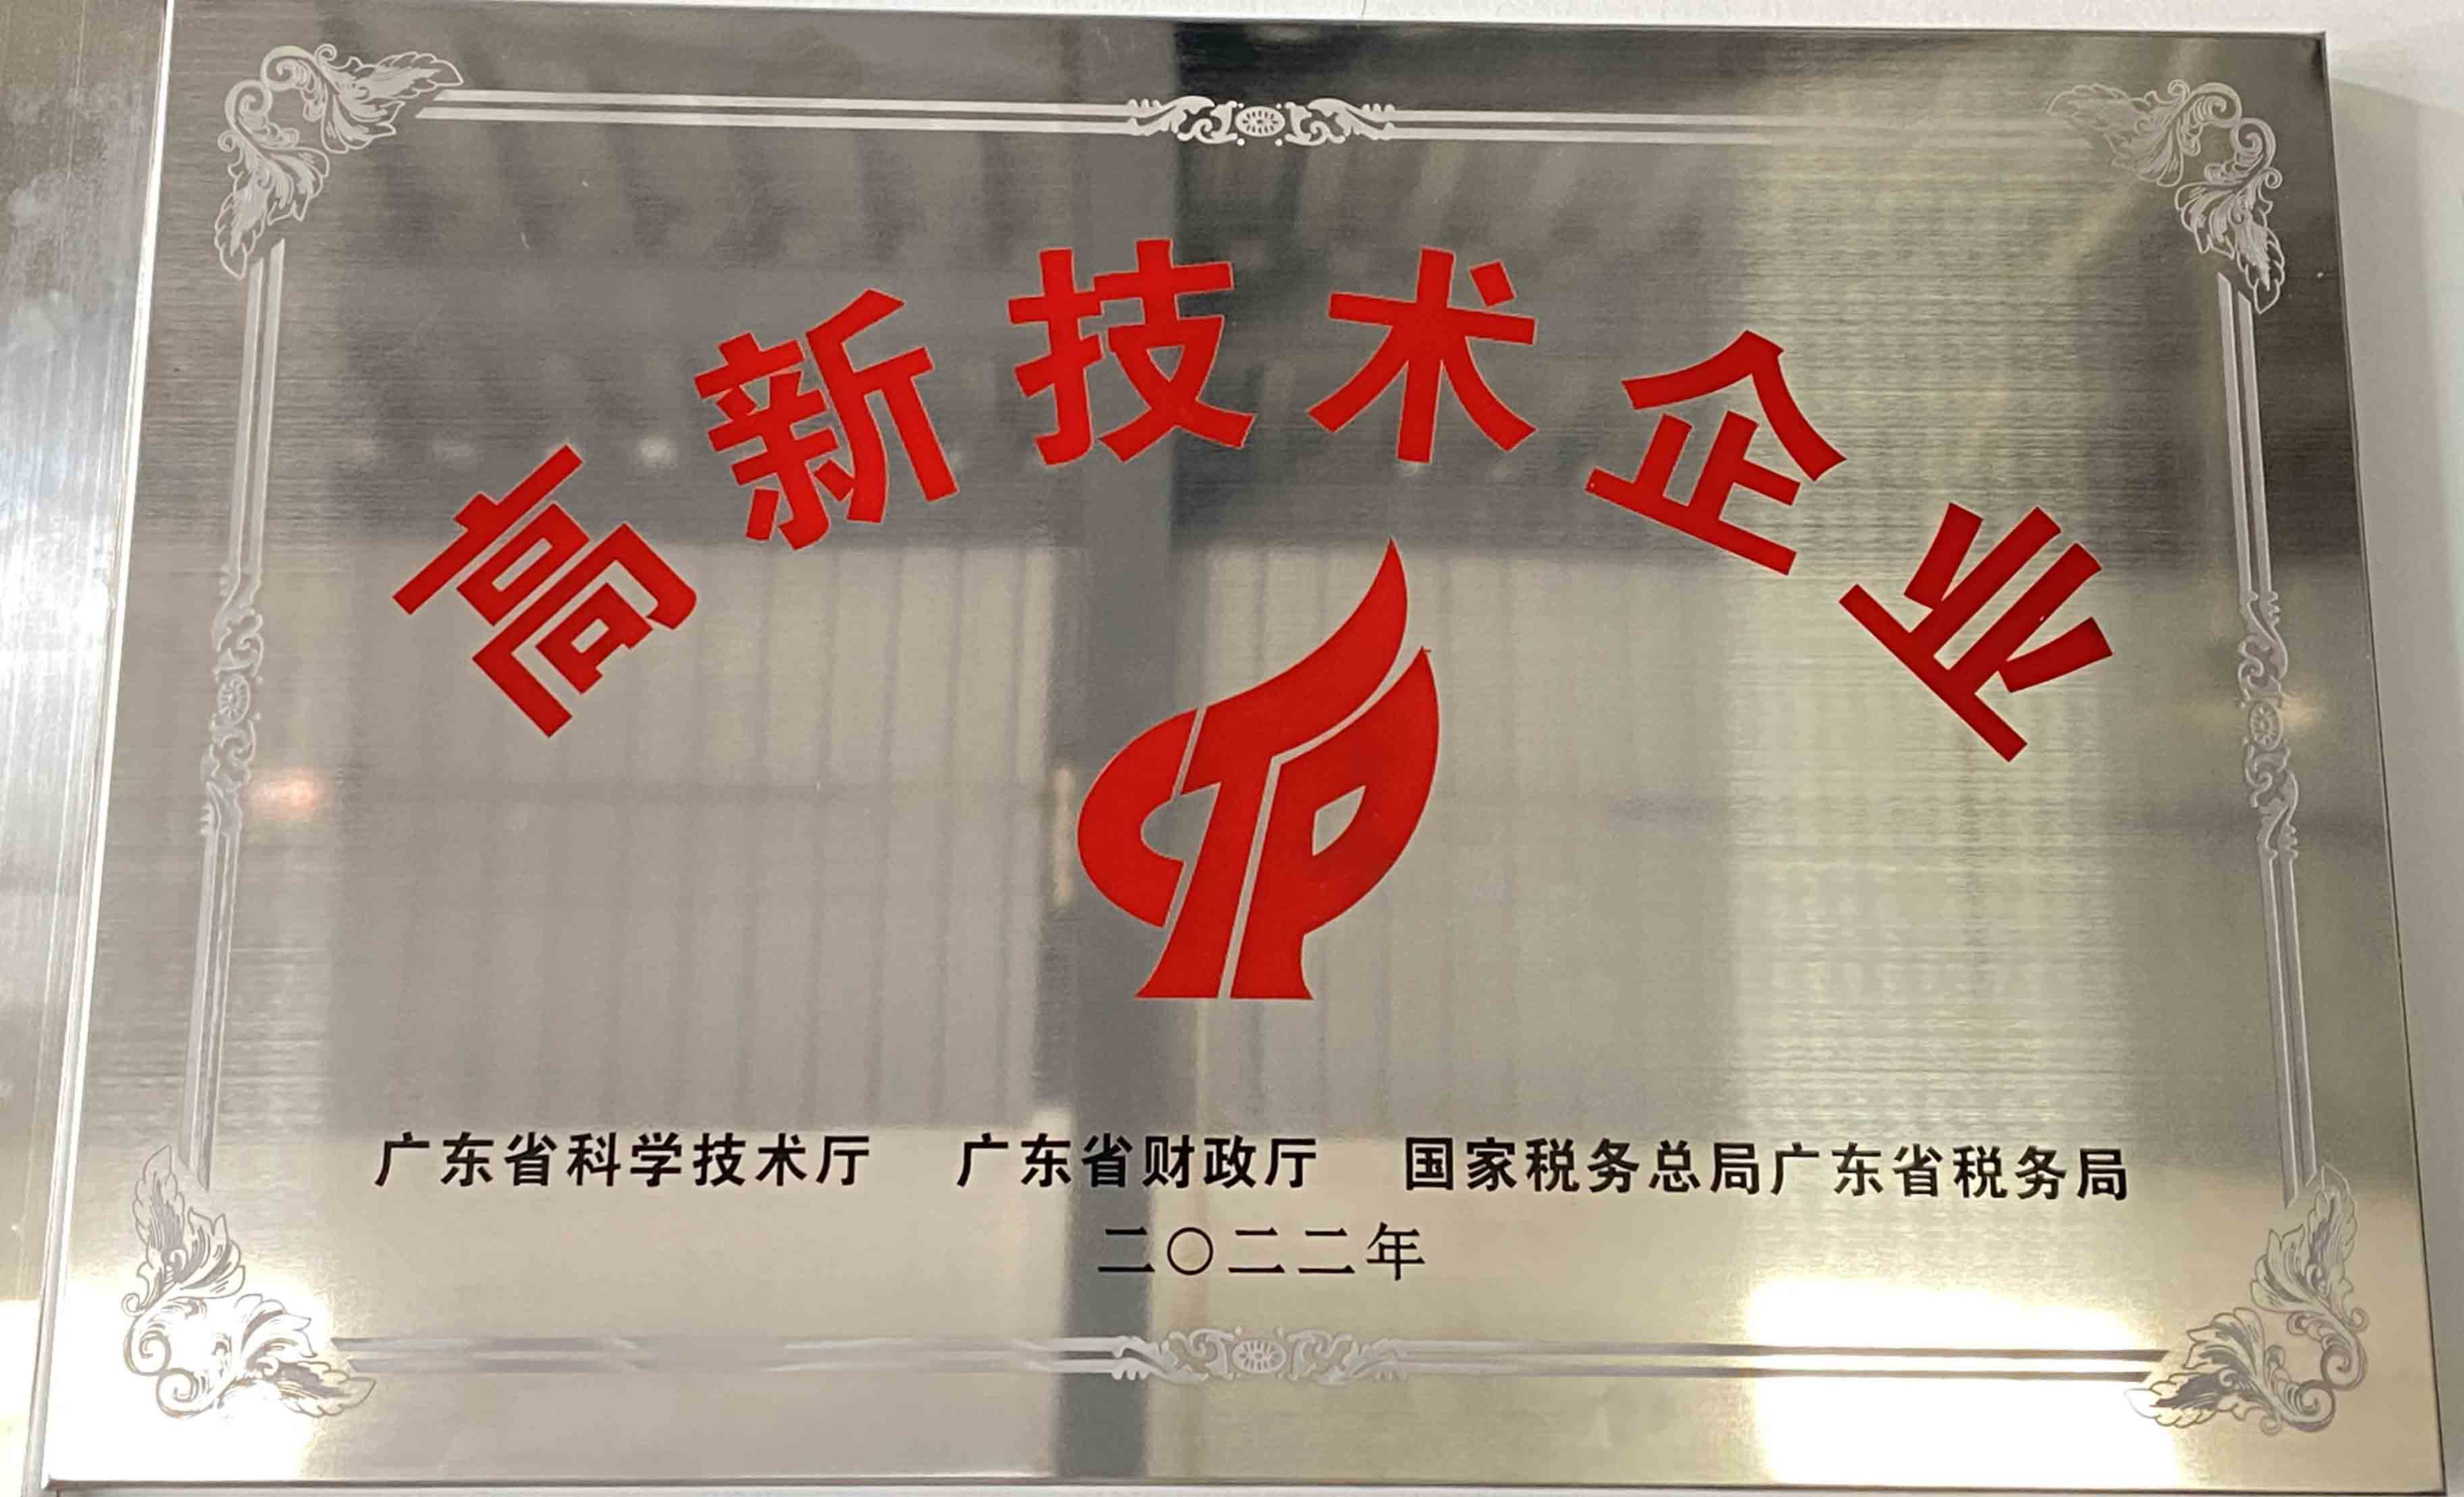 高新技术企业
广东省科学技术厅 广东省财政厅 国家税务总局广东省税务局
二〇二二年